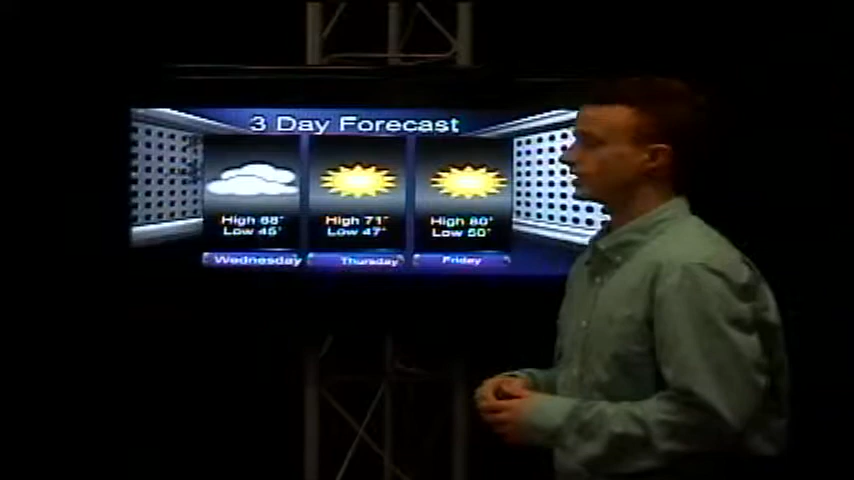 3 Day Forecast
High 68°
Low 45°
Wednesday
High 71°
Low 47°
Thursday
High 80°
Low 50°
Friday